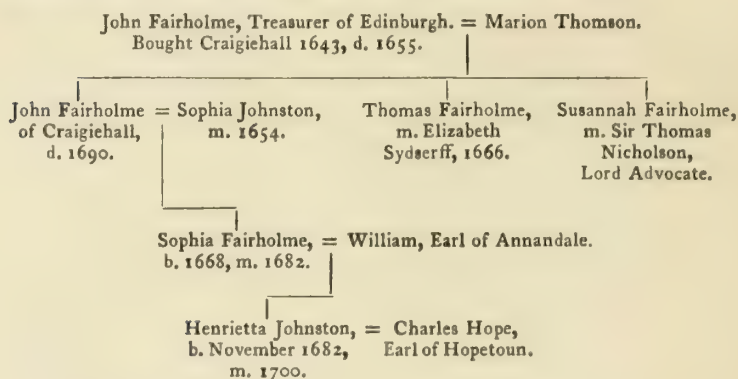 John Fairholme, Treasurer of Edinburgh. = Marion Thomson.
Bought Craigiehall 1643, d. 1655.
John Fairholme = Sophia Johnston,
of Craigiehall, m. 1654.
d. 1690.
Thomas Fairholme,
m. Elizabeth
Sydserff, 1666.
Susannah Fairholme,
m. Sir Thomas
Nicholson,
Lord Advocate.
Sophia Fairholme, = William, Earl of Annandale.
b. 1668, m. 1682.
Henrietta Johnston, = Charles Hope,
b. November 1682, Earl of Hopetoun.
m. 1700.